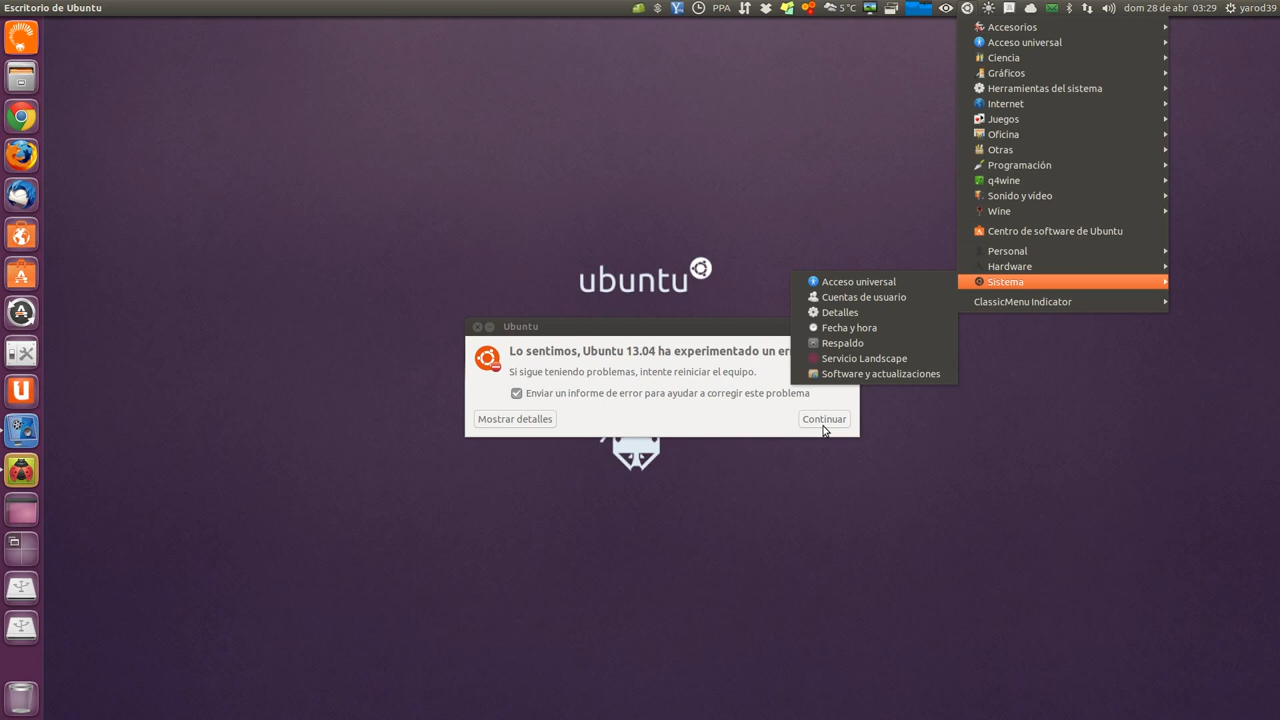 Escritorio de Ubuntu
PPA
5 °C
dom 28 de abr 03:29
yarod39
Accesorios
Acceso universal
Ciencia
Gráficos
Herramientas del sistema
Internet
Juegos
Oficina
Otras
Programación
q4wine
Sonido y vídeo
Wine
Centro de software de Ubuntu
Personal
Hardware
Sistema
ClassicMenu Indicator
Acceso universal
Cuentas de usuario
Detalles
Fecha y hora
Respaldo
Servicio Landscape
Software y actualizaciones
ubuntu
Ubuntu
Lo sentimos, Ubuntu 13.04 ha experimentado un
Si sigue teniendo problemas, intente reiniciar el equipo.
Enviar un informe de error para ayudar a corregir este problema
Mostrar detalles
Continuar